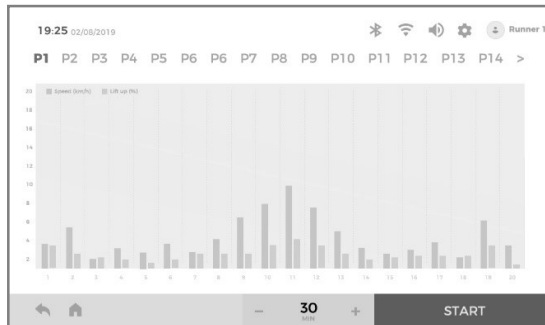 19:25 02/08/2019 Runner 1
P1 P2 P3 P4 P5 P6 P6 P7 P8 P9 P10 P11 P12 P13 P14 >
20 Speed (km/h) Lift up (%)
18
16
14
12
10
8
6
4
2
1 2 3 4 5 6 7 8 9 10 11 12 13 14 15 16 17 18 19 20
− 30 +
MIN
START